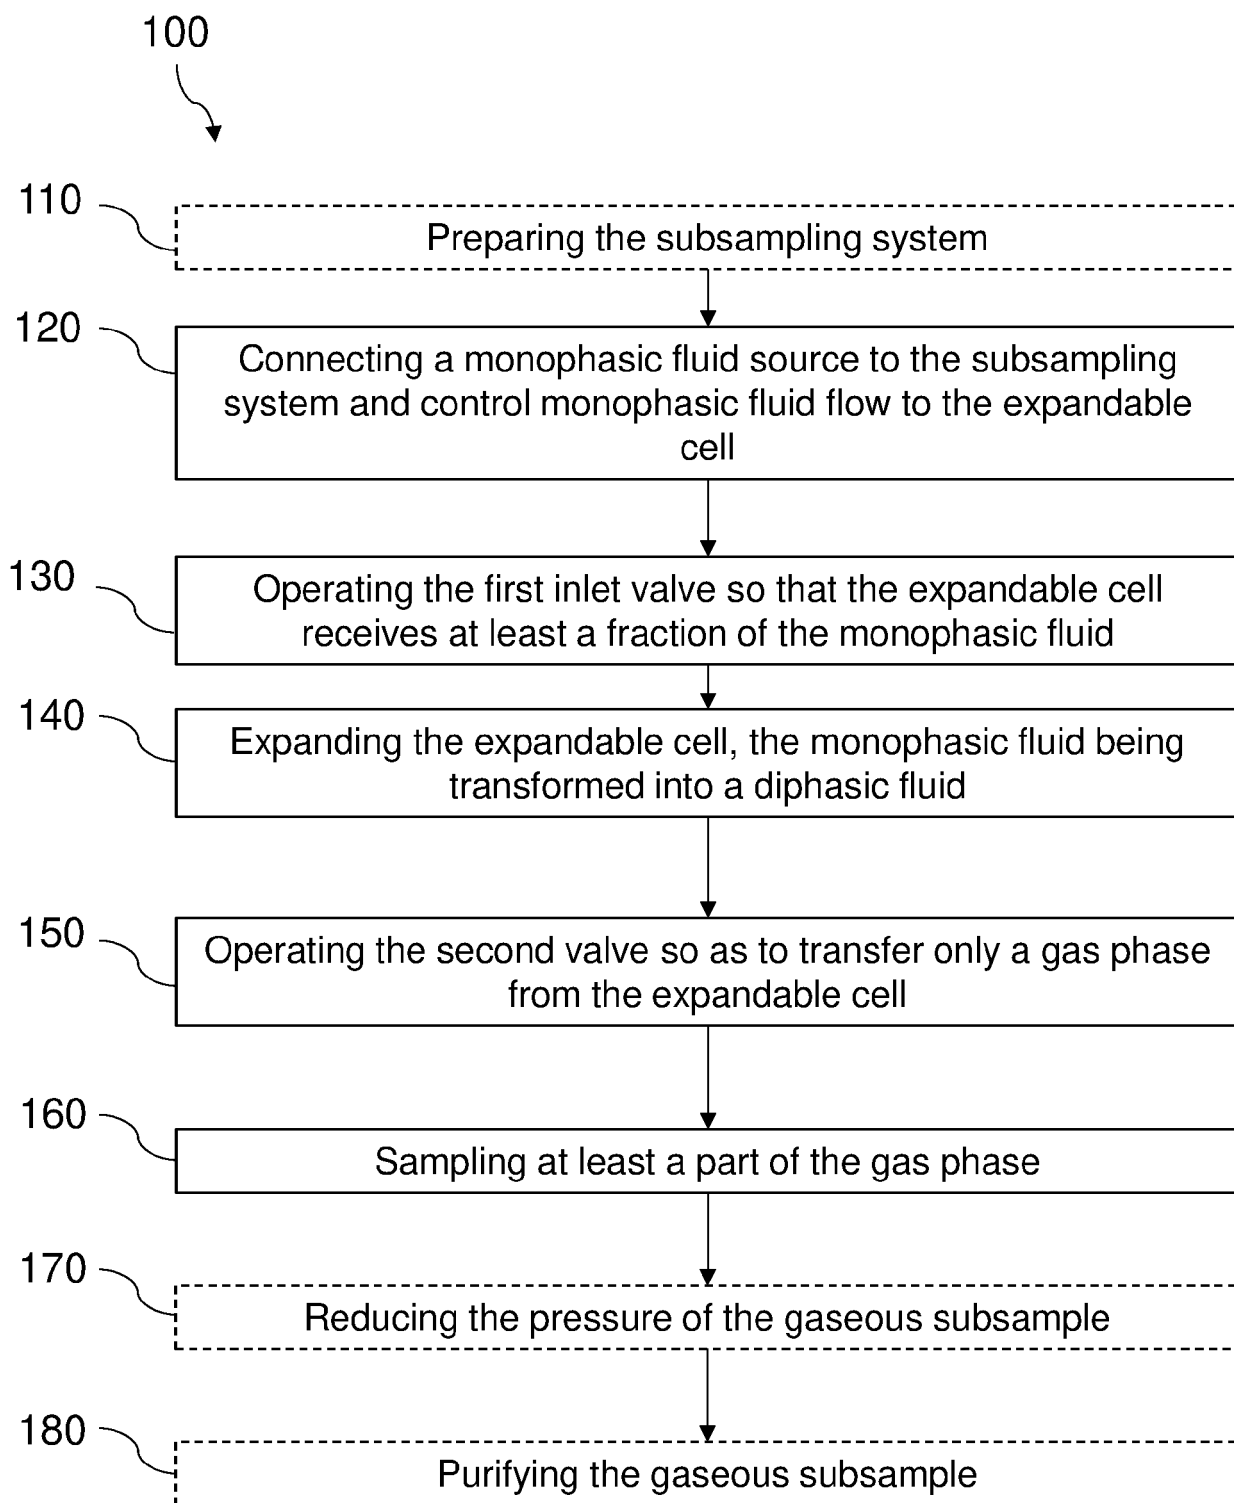 100
110
Preparing the subsampling system
120
Connecting a monophasic fluid source to the subsampling
system and control monophasic fluid flow to the expandable
cell
130
Operating the first inlet valve so that the expandable cell
receives at least a fraction of the monophasic fluid
140
Expanding the expandable cell, the monophasic fluid being
transformed into a diphasic fluid
150
Operating the second valve so as to transfer only a gas phase
from the expandable cell
160
Sampling at least a part of the gas phase
170
Reducing the pressure of the gaseous subsample
180
Purifying the gaseous subsample